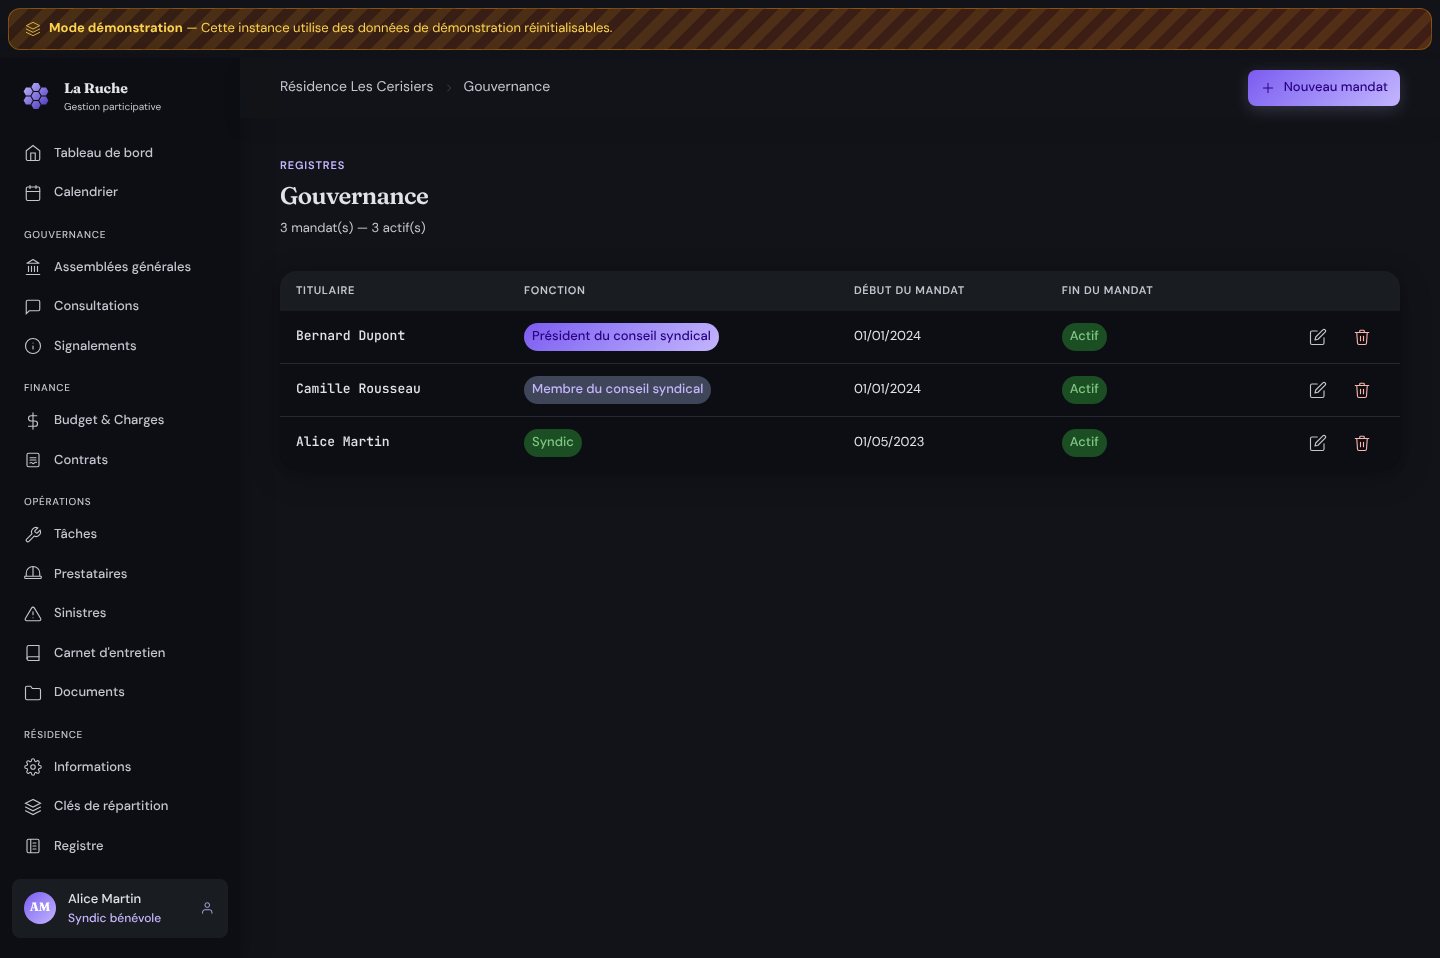 Mode démonstration — Cette instance utilise des données de démonstration réinitialisables.
La Ruche
Gestion participative
Tableau de bord
Calendrier
GOUVERNANCE
Assemblées générales
Consultations
Signalements
FINANCE
Budget & Charges
Contrats
OPÉRATIONS
Tâches
Prestataires
Sinistres
Carnet d'entretien
Documents
RÉSIDENCE
Informations
Clés de répartition
Registre
AM
Alice Martin
Syndic bénévole
Résidence Les Cerisiers > Gouvernance
Nouveau mandat
REGISTRES
Gouvernance
3 mandat(s) — 3 actif(s)
TITULAIRE FONCTION DÉBUT DU MANDAT FIN DU MANDAT
Bernard Dupont Président du conseil syndical 01/01/2024 Actif
Camille Rousseau Membre du conseil syndical 01/01/2024 Actif
Alice Martin Syndic 01/05/2023 Actif